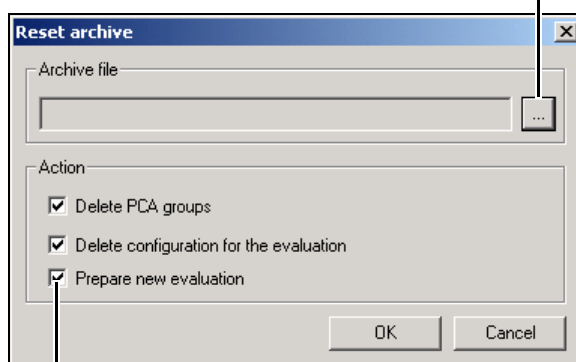 Reset archive
Archive file
...
Action
Delete PCA groups
Delete configuration for the evaluation
Prepare new evaluation
OK Cancel